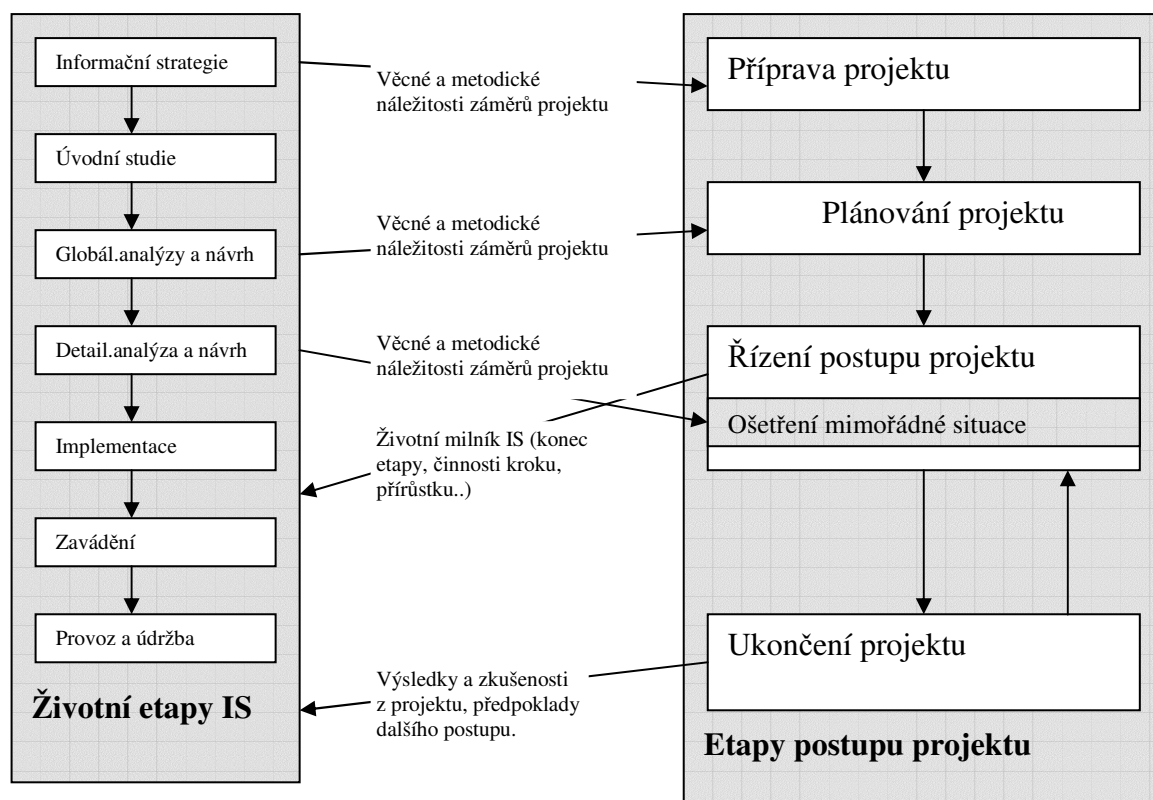 Informační strategie
Úvodní studie
Globál.analýzy a návrh
Detail.analýza a návrh
Implementace
Zavádění
Provoz a údržba
Životní etapy IS
Věcné a metodické
náležitosti záměrů projektu
Věcné a metodické
náležitosti záměrů projektu
Věcné a metodické
náležitosti záměrů projektu
Životní milník IS (konec
etapy, činnosti kroku,
přírůstku..)
Výsledky a zkušenosti
z projektu, předpoklady
dalšího postupu.
Příprava projektu
Plánování projektu
Řízení postupu projektu
Ošetření mimořádné situace
Ukončení projektu
Etapy postupu projektu